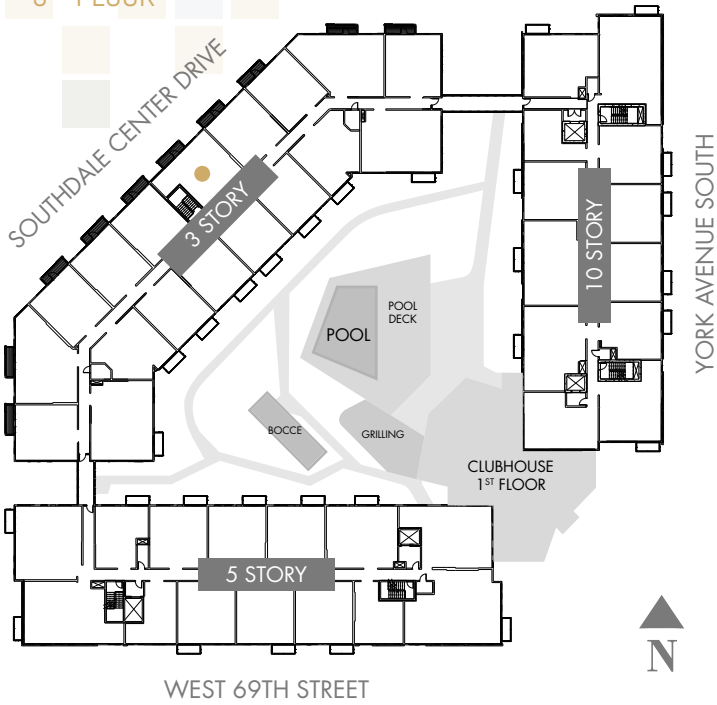 FLOOR
SOUTHDALE CENTER DRIVE
3 STORY
10 STORY
YORK AVENUE SOUTH
POOL
DECK
POOL
BOCCE
GRILLING
CLUBHOUSE
1ST FLOOR
5 STORY
N
WEST 69TH STREET